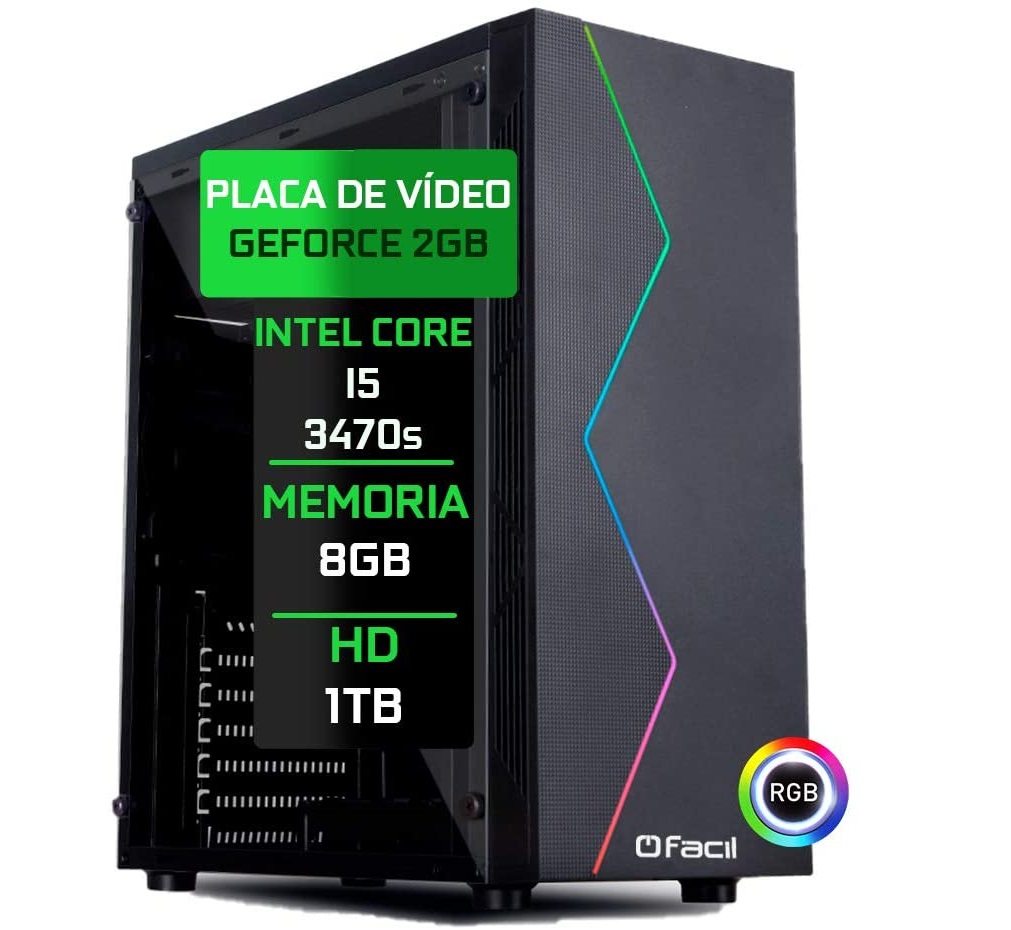 PLACA DE VÍDEO
GEFORCE 2GB
INTEL CORE
I5
3470s
MEMORIA
8GB
HD
1TB
RGB
Facil